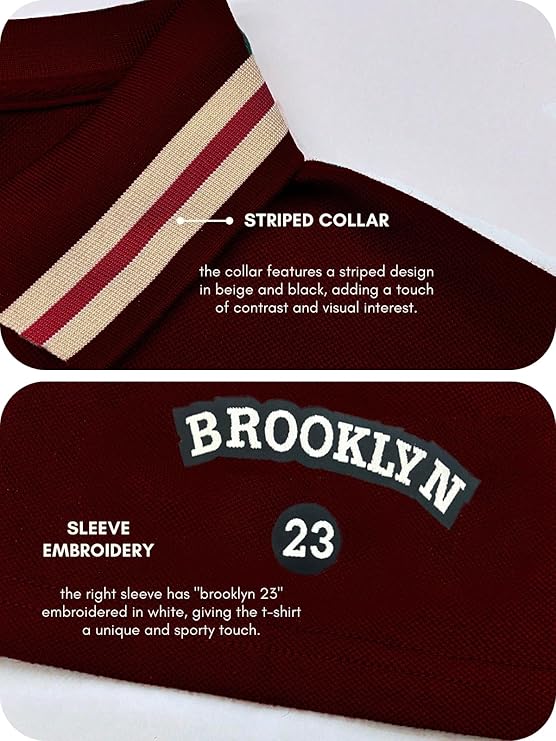 STRIPED COLLAR
the collar features a striped design
in beige and black, adding a touch
of contrast and visual interest.
BROOKLYN
23
SLEEVE
EMBROIDERY
the right sleeve has "brooklyn 23"
embroidered in white, giving the t-shirt
a unique and sporty touch.